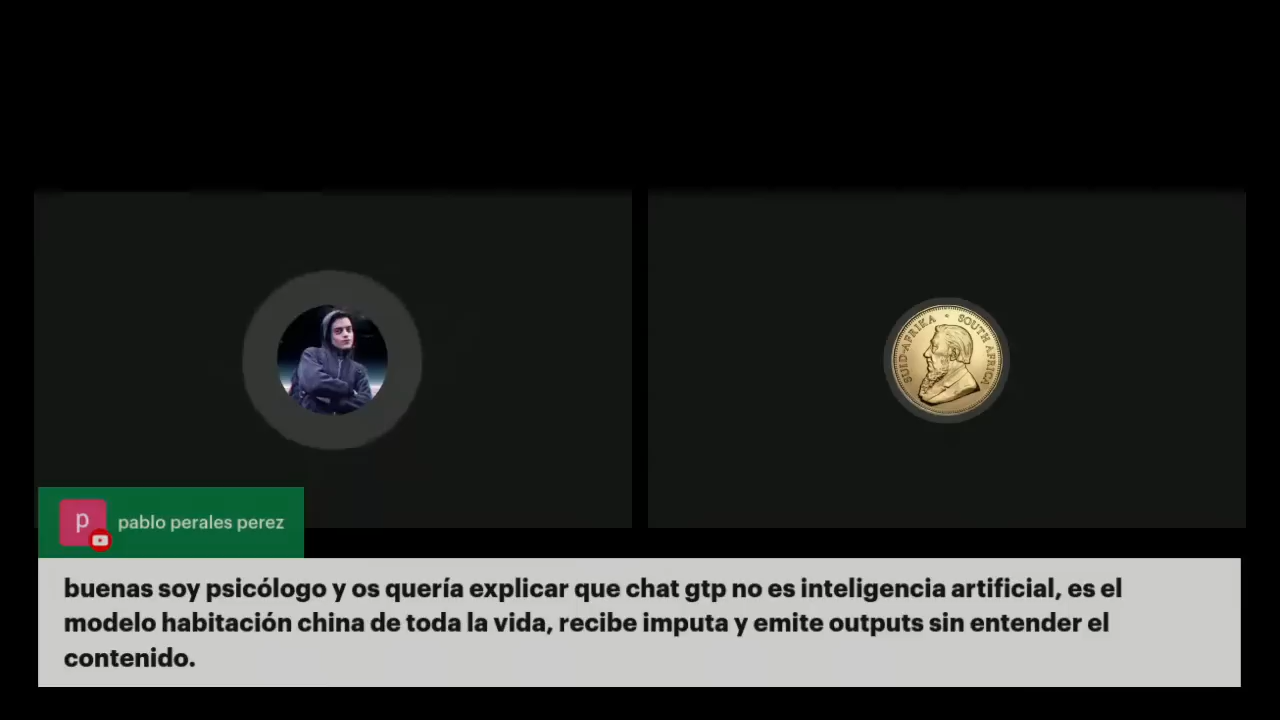 SUID-AFRIKA • SOUTH AFRICA
p
pablo perales perez
buenas soy psicólogo y os quería explicar que chat gtp no es inteligencia artificial, es el
modelo habitación china de toda la vida, recibe imputa y emite outputs sin entender el
contenido.